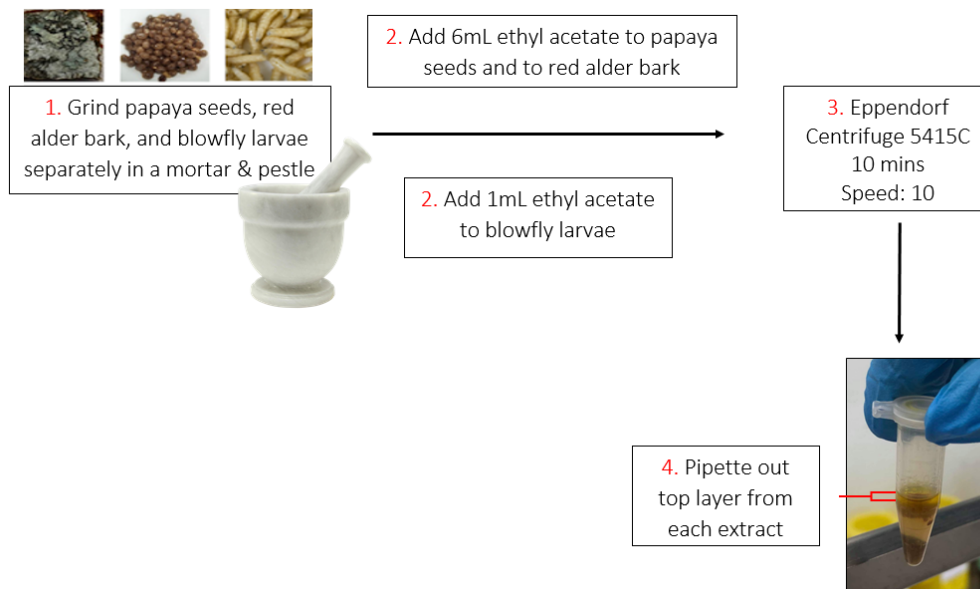 1. Grind papaya seeds, red
alder bark, and blowfly larvae
separately in a mortar & pestle
2. Add 6mL ethyl acetate to papaya
seeds and to red alder bark
2. Add 1mL ethyl acetate
to blowfly larvae
3. Eppendorf
Centrifuge 5415C
10 mins
Speed: 10
4. Pipette out
top layer from
each extract